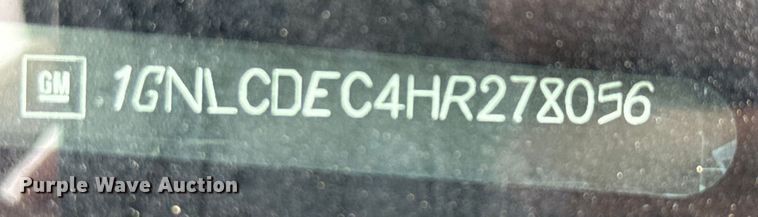 GM 1GNLCDEC4HR278056
Purple Wave Auction